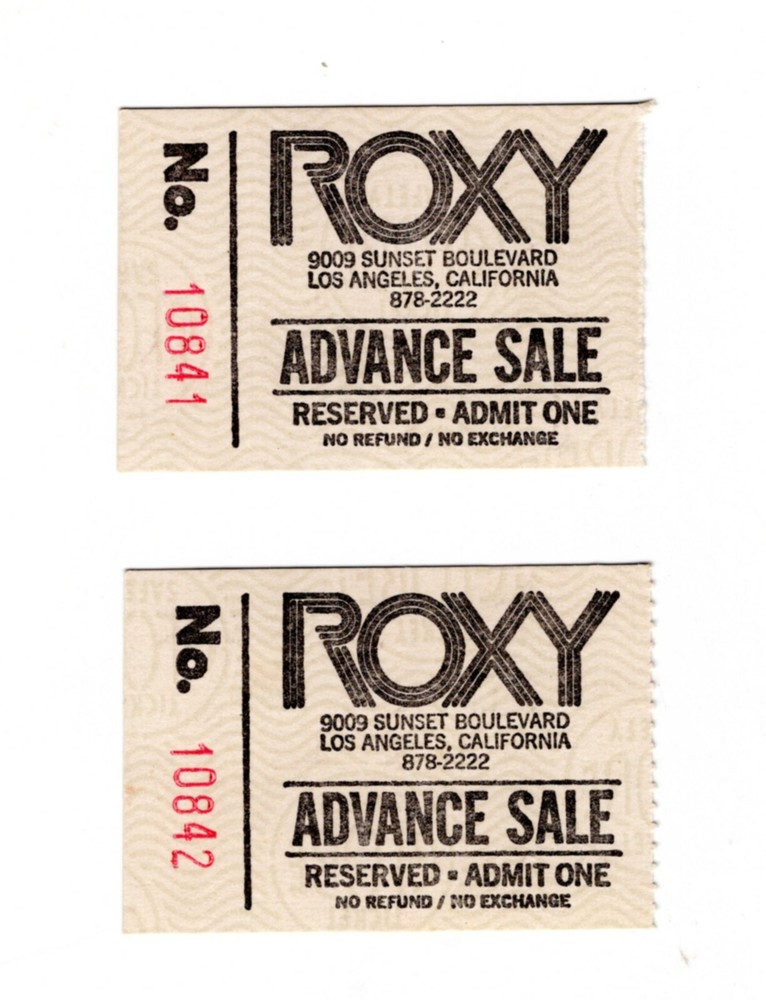 No. 10841
ROXY
9009 SUNSET BOULEVARD
LOS ANGELES, CALIFORNIA
878-2222
ADVANCE SALE
RESERVED ▪ ADMIT ONE
NO REFUND / NO EXCHANGE
No. 10842
ROXY
9009 SUNSET BOULEVARD
LOS ANGELES, CALIFORNIA
878-2222
ADVANCE SALE
RESERVED ▪ ADMIT ONE
NO REFUND / NO EXCHANGE